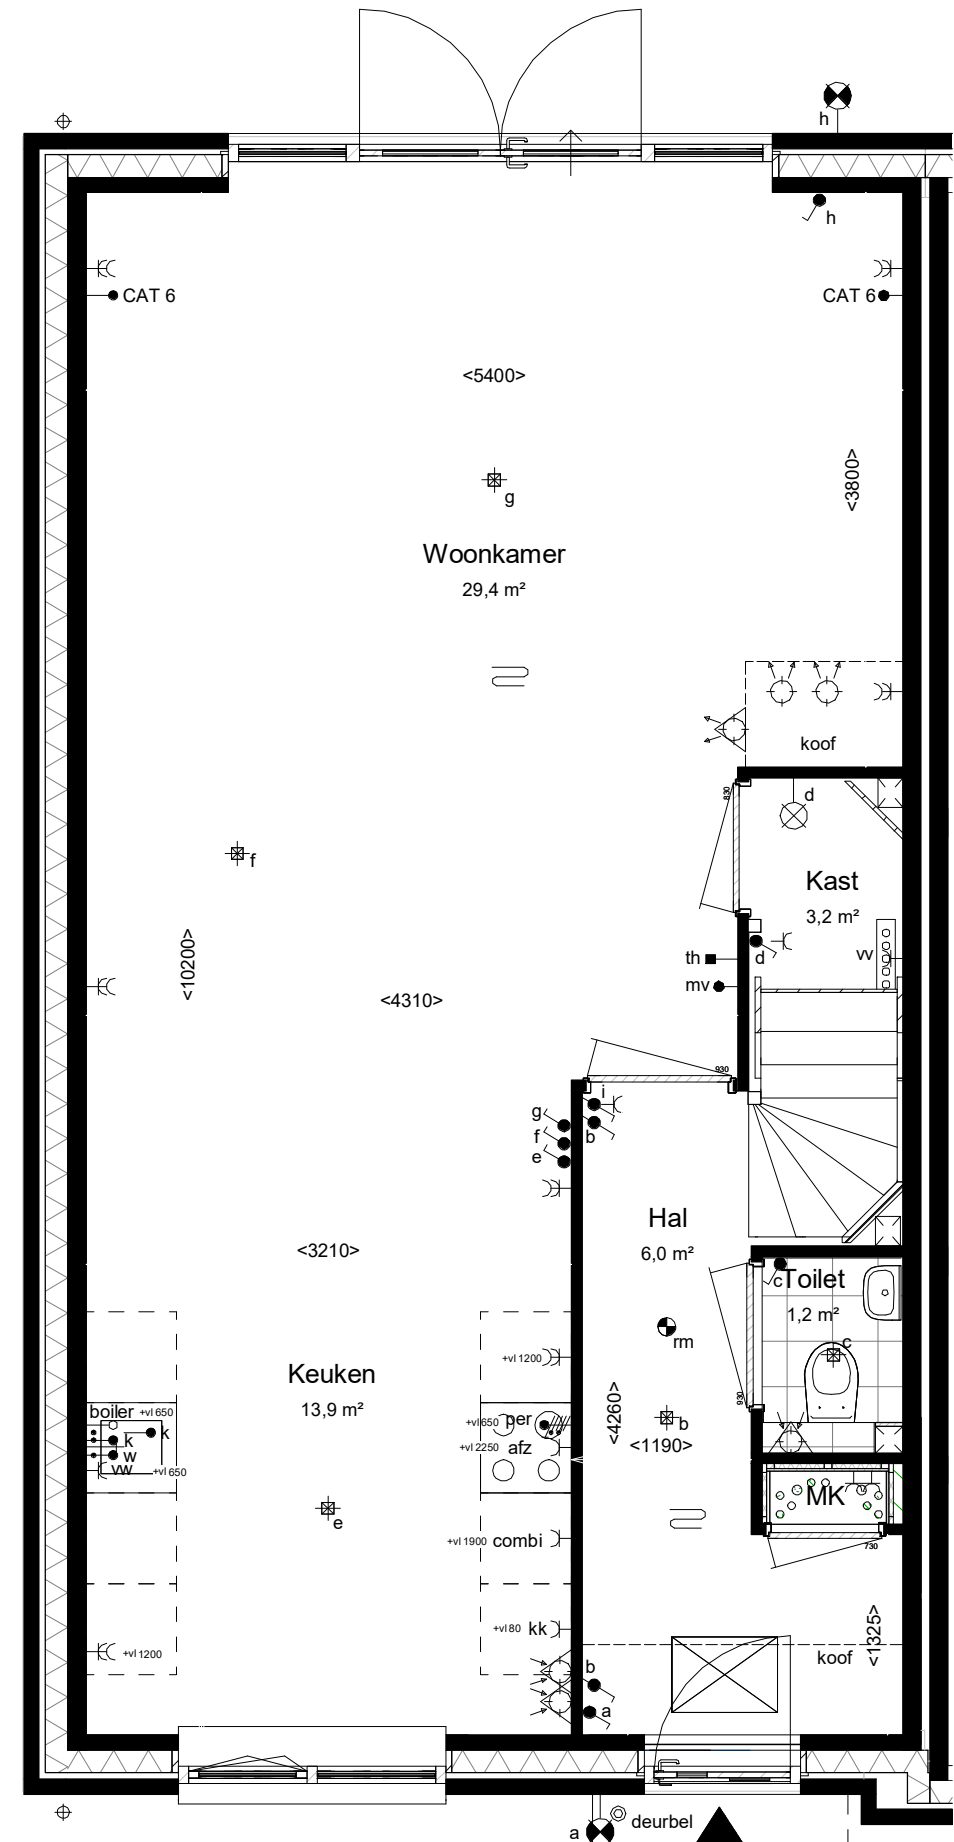 h
h
CAT 6
CAT 6
<5400>
<3800>
g
Woonkamer
29,4 m²
koof
830
d
f
Kast
3,2 m²
<10200>
th
d
vv
mv
<4310>
930
i
g
f
b
e
Hal
6,0 m²
<3210>
c
Toilet
1,2 m²
rm
c
+vl 1200
Keuken
13,9 m²
930
<4260>
b
<1190>
boiler +vl 650
k
k
w
vw
+vl 650
+vl 650 per
+vl 2250 afz
MK
e
+vl 1900 combi
730
+vl 80 kk
<1325>
koof
+vl 1200
b
a
deurbel
a